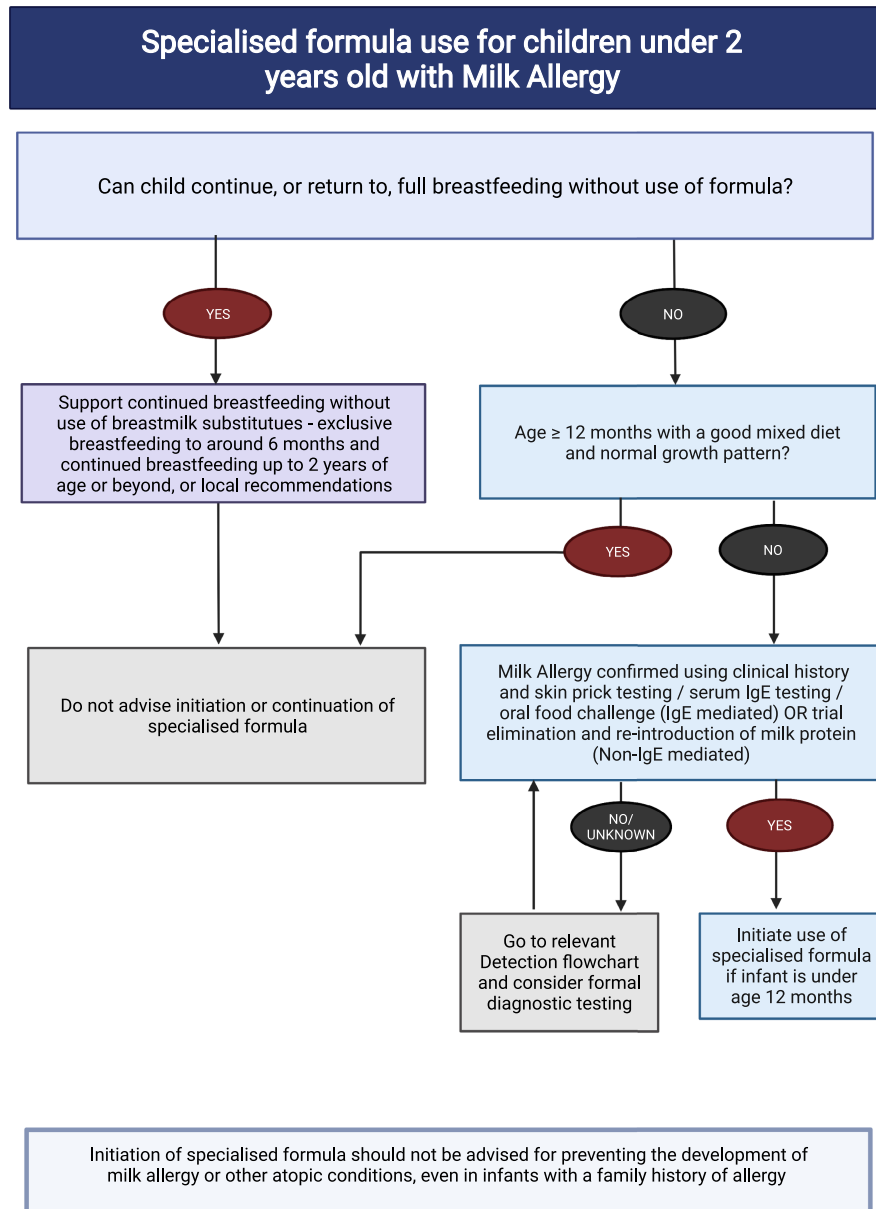 Specialised formula use for children under 2
years old with Milk Allergy
Can child continue, or return to, full breastfeeding without use of formula?
YES
NO
Support continued breastfeeding without
use of breastmilk substitutues - exclusive
breastfeeding to around 6 months and
continued breastfeeding up to 2 years of
age or beyond, or local recommendations
Age ≥ 12 months with a good mixed diet
and normal growth pattern?
YES
NO
Do not advise initiation or continuation of
specialised formula
Milk Allergy confirmed using clinical history
and skin prick testing / serum IgE testing /
oral food challenge (IgE mediated) OR trial
elimination and re-introduction of milk protein
(Non-IgE mediated)
NO/
UNKNOWN
YES
Go to relevant
Detection flowchart
and consider formal
diagnostic testing
Initiate use of
specialised formula
if infant is under
age 12 months
Initiation of specialised formula should not be advised for preventing the development of
milk allergy or other atopic conditions, even in infants with a family history of allergy